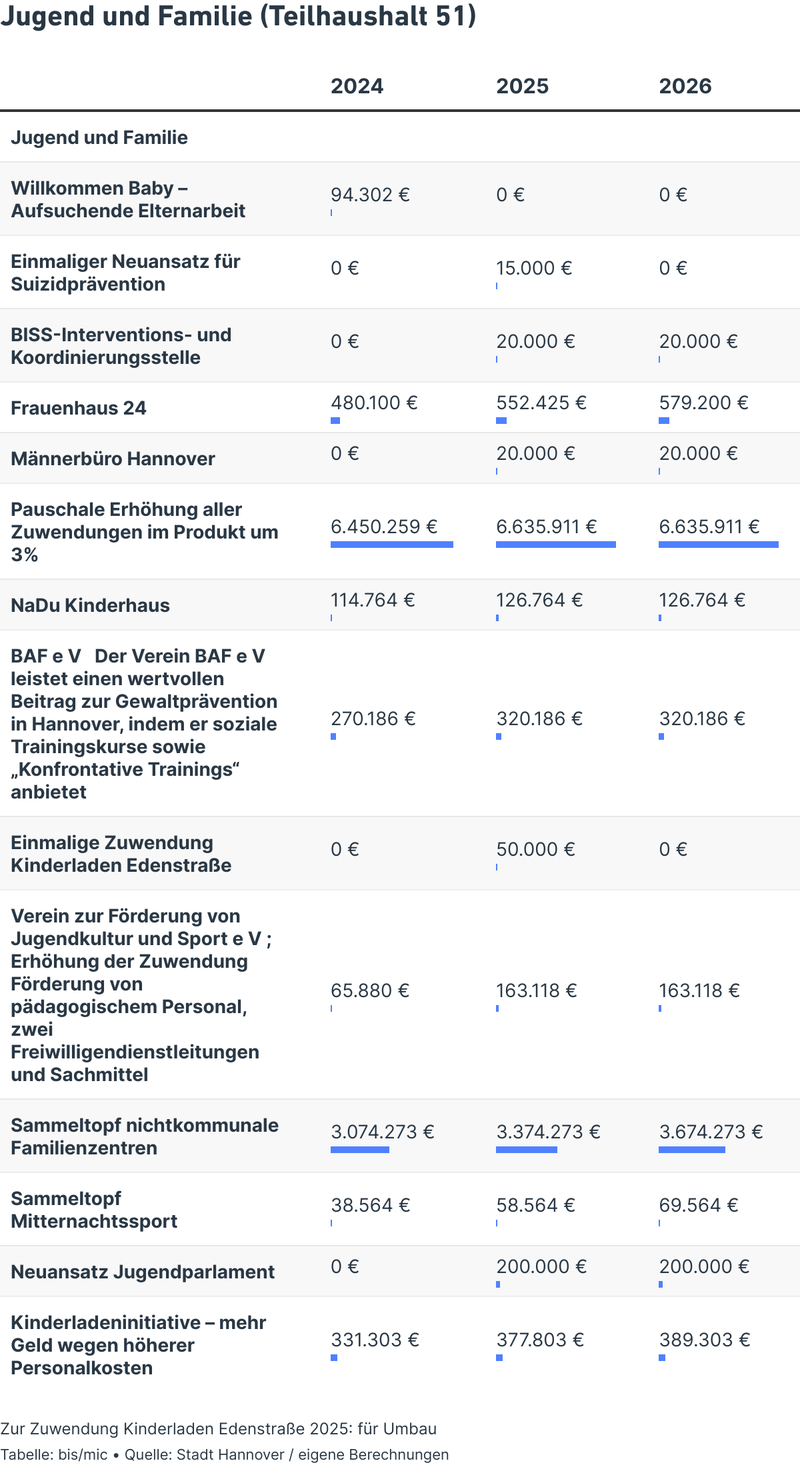 Jugend und Familie (Teilhaushalt 51)
2024 2025 2026
Jugend und Familie
Willkommen Baby –
Aufsuchende Elternarbeit
94.302 € 0 € 0 €
Einmaliger Neuansatz für
Suizidprävention
0 € 15.000 € 0 €
BISS-Interventions- und
Koordinierungsstelle
0 € 20.000 € 20.000 €
Frauenhaus 24
480.100 € 552.425 € 579.200 €
Männerbüro Hannover
0 € 20.000 € 20.000 €
Pauschale Erhöhung aller
Zuwendungen im Produkt um
3%
6.450.259 € 6.635.911 € 6.635.911 €
NaDu Kinderhaus
114.764 € 126.764 € 126.764 €
BAF e V   Der Verein BAF e V
leistet einen wertvollen
Beitrag zur Gewaltprävention
in Hannover, indem er soziale
Trainingskurse sowie
„Konfrontative Trainings“
anbietet
270.186 € 320.186 € 320.186 €
Einmalige Zuwendung
Kinderladen Edenstraße
0 € 50.000 € 0 €
Verein zur Förderung von
Jugendkultur und Sport e V ;
Erhöhung der Zuwendung
Förderung von
pädagogischem Personal,
zwei
Freiwilligendienstleitungen
und Sachmittel
65.880 € 163.118 € 163.118 €
Sammeltopf nichtkommunale
Familienzentren
3.074.273 € 3.374.273 € 3.674.273 €
Sammeltopf
Mitternachtssport
38.564 € 58.564 € 69.564 €
Neuansatz Jugendparlament
0 € 200.000 € 200.000 €
Kinderladeninitiative – mehr
Geld wegen höherer
Personalkosten
331.303 € 377.803 € 389.303 €
Zur Zuwendung Kinderladen Edenstraße 2025: für Umbau
Tabelle: bis/mic • Quelle: Stadt Hannover / eigene Berechnungen